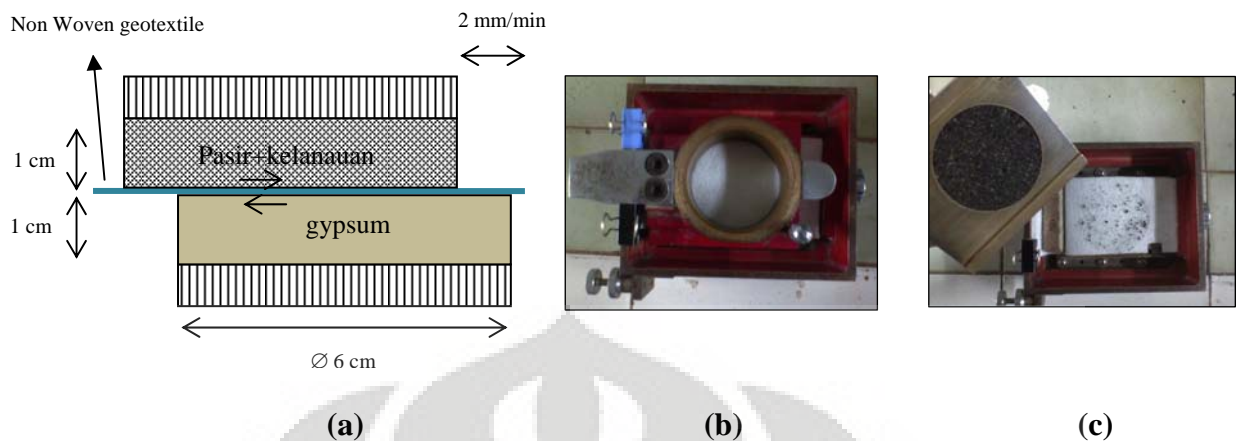 Non Woven geotextile
2 mm/min
1 cm
Pasir+kelanauan
1 cm
gypsum
∅ 6 cm
(a)
(b)
(c)